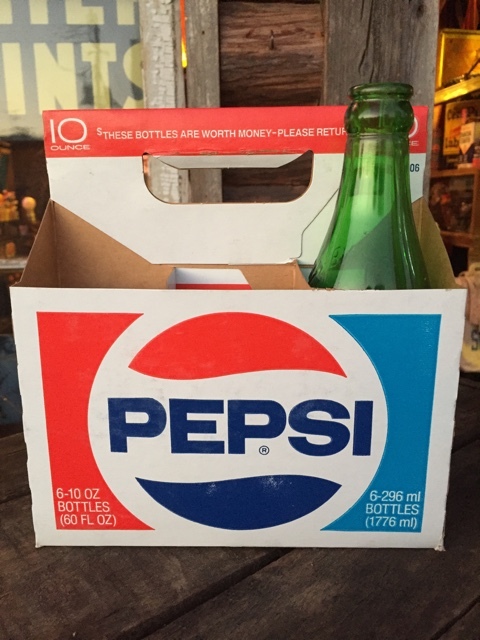 10
OUNCE
$THESE BOTTLES ARE WORTH MONEY-PLEASE RETUR
06
PEPSI
®
6-10 OZ
BOTTLES
(60 FL OZ)
6-296 ml
BOTTLES
(1776 ml)